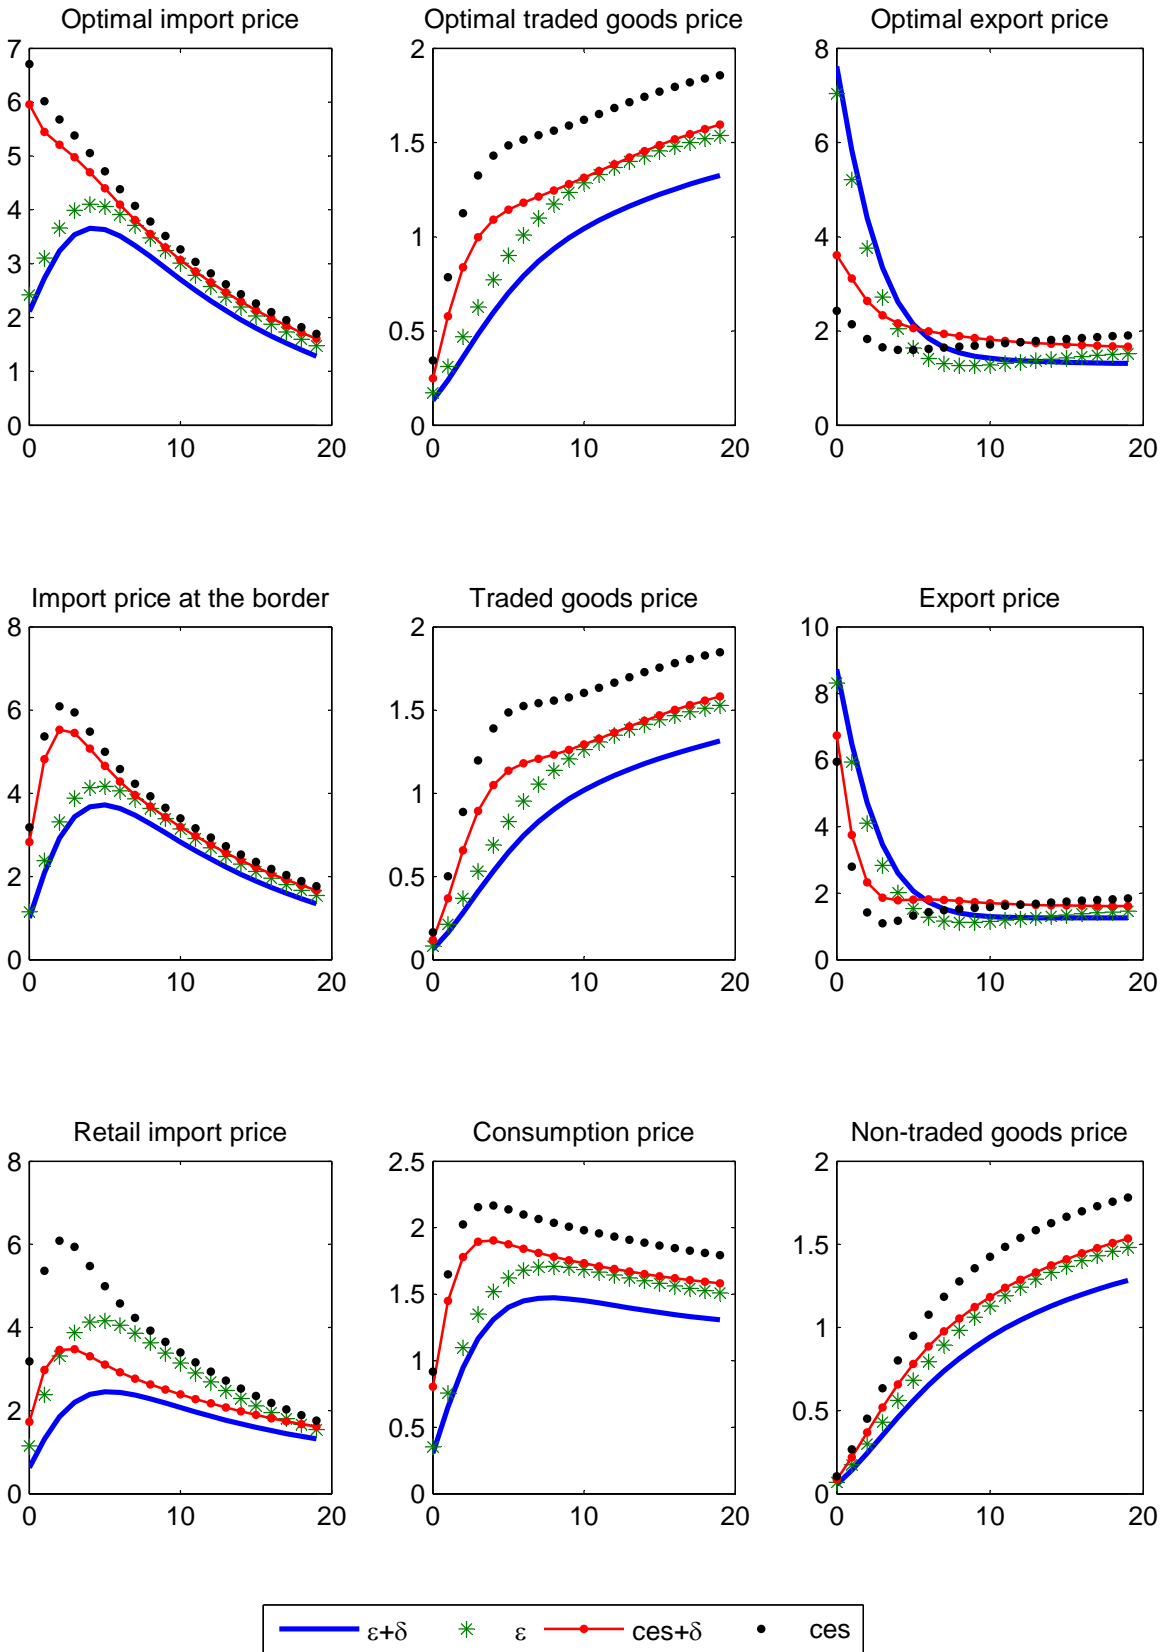 Optimal import price
Optimal traded goods price
Optimal export price
7
6
5
4
3
2
1
0
0 10 20
2
1.5
1
0.5
0
0 10 20
8
6
4
2
0
0 10 20
Import price at the border
Traded goods price
Export price
8
6
4
2
0
0 10 20
2
1.5
1
0.5
0
0 10 20
10
8
6
4
2
0
0 10 20
Retail import price
Consumption price
Non-traded goods price
8
6
4
2
0
0 10 20
2.5
2
1.5
1
0.5
0
0 10 20
2
1.5
1
0.5
0
0 10 20
ε+δ ε ces+δ ces